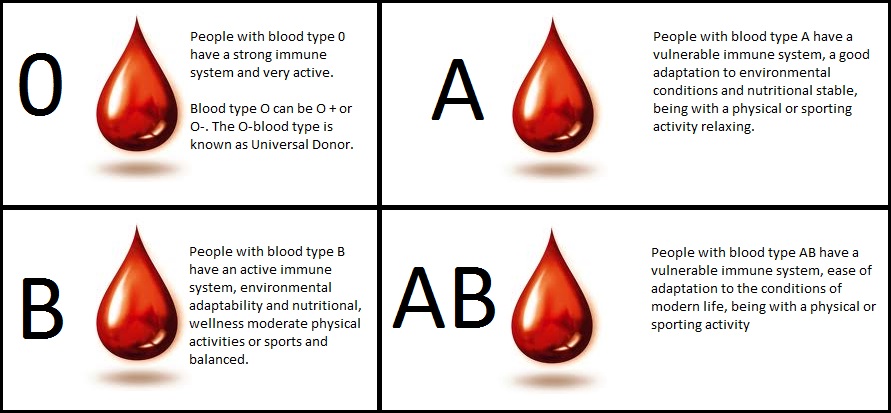 0
People with blood type 0
have a strong immune
system and very active.
Blood type O can be O + or
O-. The O-blood type is
known as Universal Donor.
A
People with blood type A have a
vulnerable immune system, a good
adaptation to environmental
conditions and nutritional stable,
being with a physical or sporting
activity relaxing.
B
People with blood type B
have an active immune
system, environmental
adaptability and nutritional,
wellness moderate physical
activities or sports and
balanced.
AB
People with blood type AB have a
vulnerable immune system, ease of
adaptation to the conditions of
modern life, being with a physical or
sporting activity